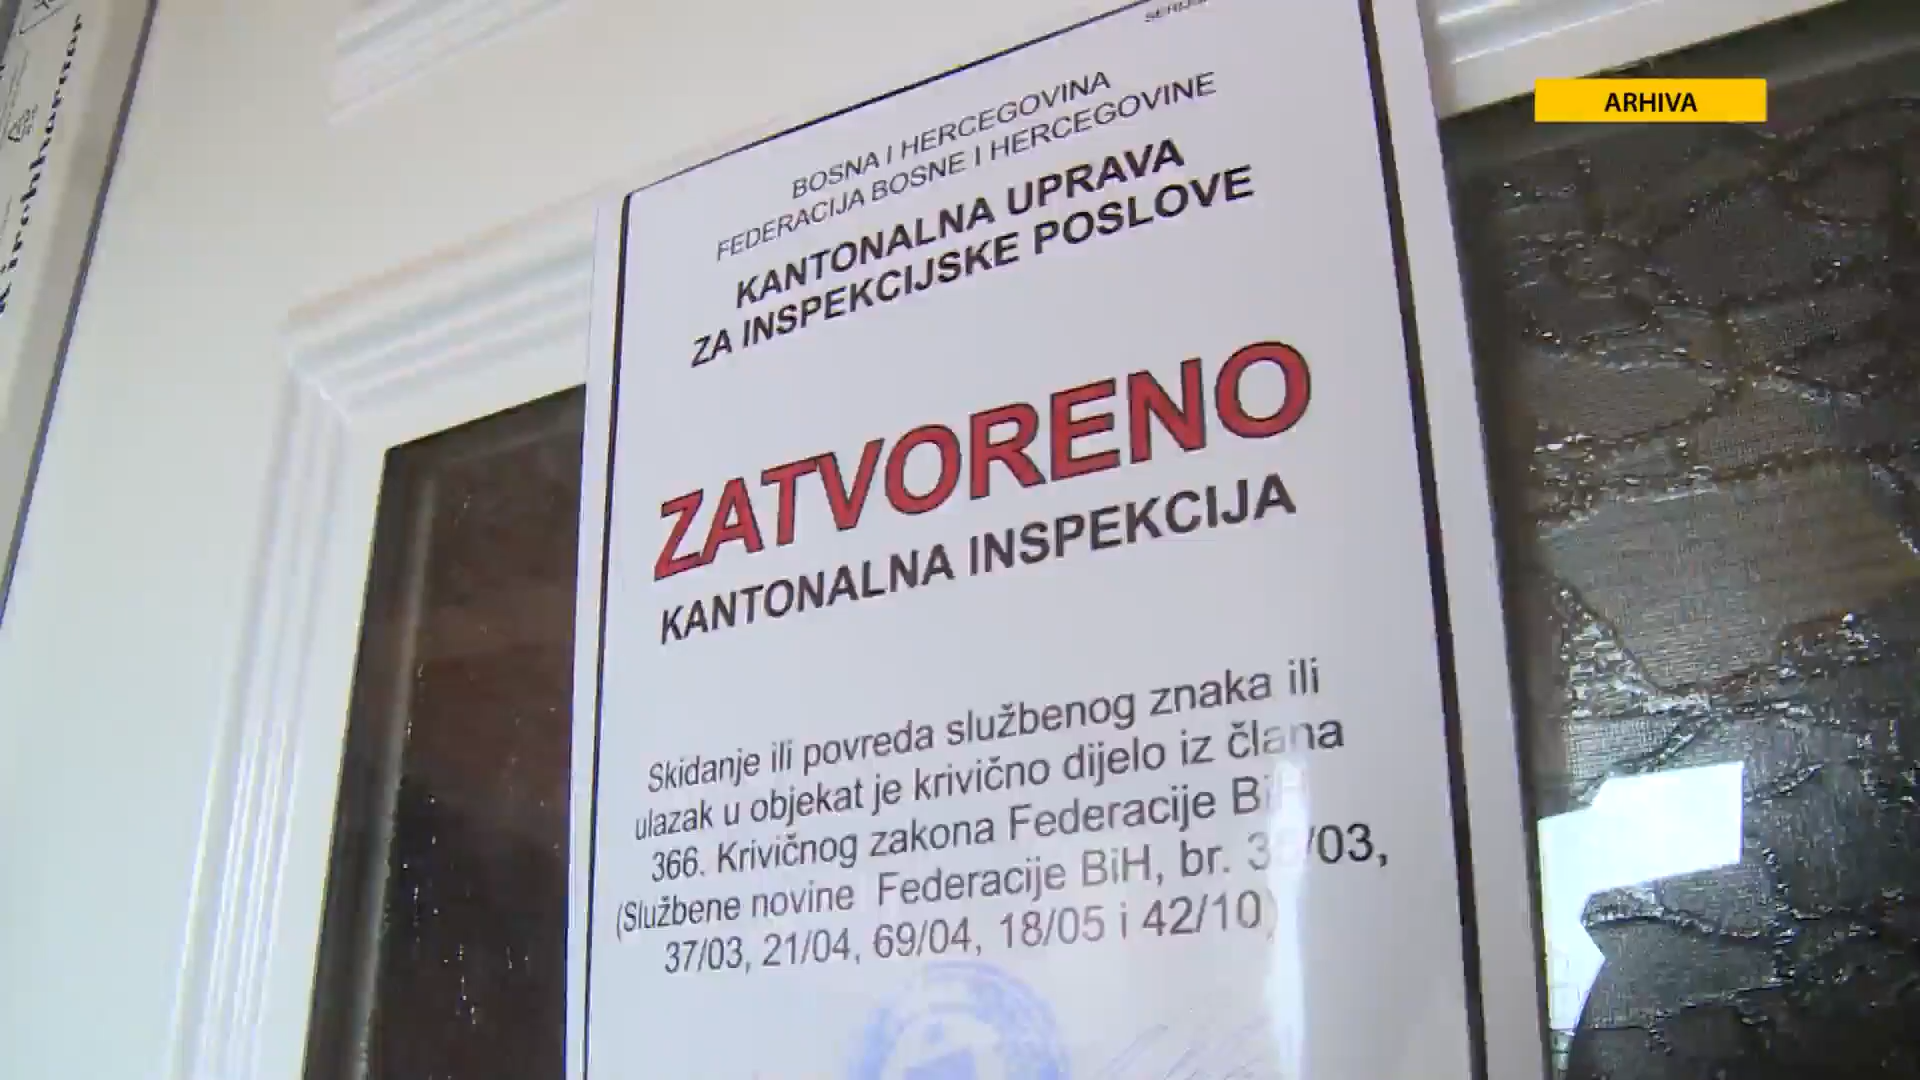 ARHIVA
BOSNA I HERCEGOVINA
FEDERACIJA BOSNE I HERCEGOVINE
KANTONALNA UPRAVA
ZA INSPEKCIJSKE POSLOVE
ZATVORENO
KANTONALNA INSPEKCIJA
Skidanje ili povreda službenog znaka ili
ulazak u objekat je krivično dijelo iz člana
366. Krivičnog zakona Federacije BiH
(Službene novine Federacije BiH, br.
37/03, 21/04, 69/04, 18/05 i 42/10)